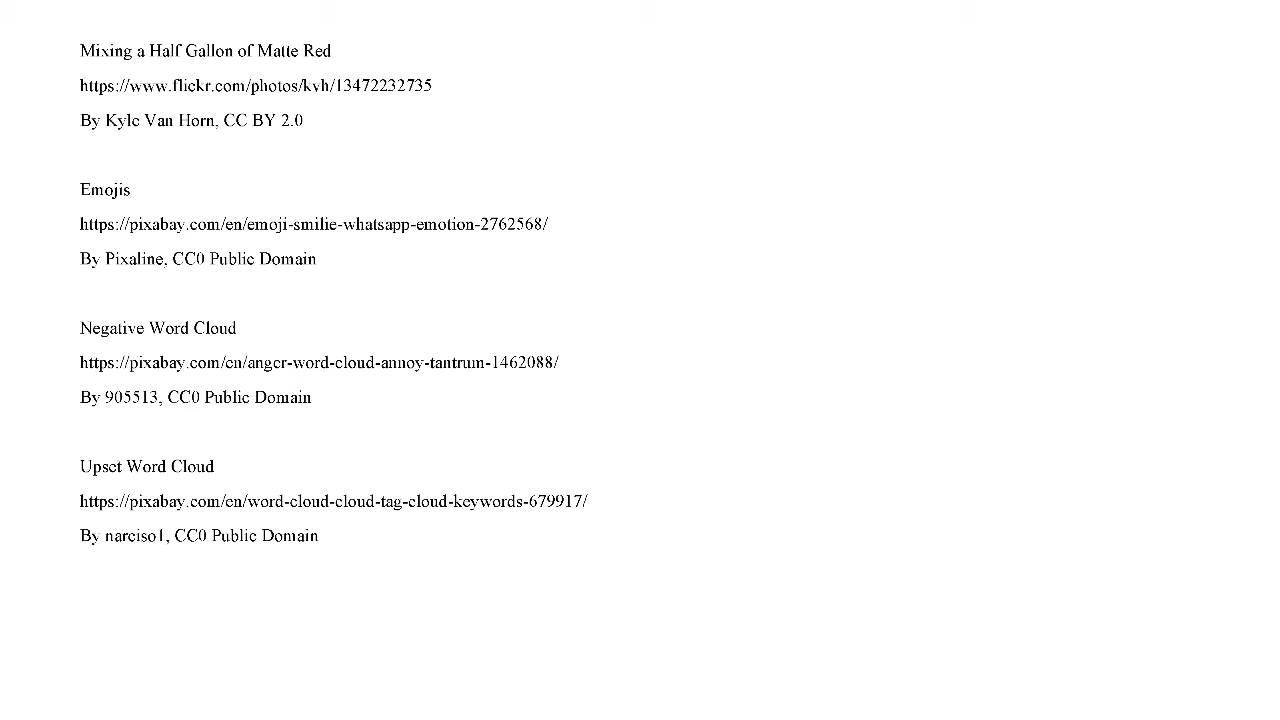 Mixing a Half Gallon of Matte Red
https://www.flickr.com/photos/kvh/13472232735
By Kyle Van Horn, CC BY 2.0
Emojis
https://pixabay.com/en/emoji-smilie-whatsapp-emotion-2762568/
By Pixaline, CC0 Public Domain
Negative Word Cloud
https://pixabay.com/en/anger-word-cloud-annoy-tantrum-1462088/
By 905513, CC0 Public Domain
Upset Word Cloud
https://pixabay.com/en/word-cloud-cloud-tag-cloud-keywords-679917/
By narciso1, CC0 Public Domain